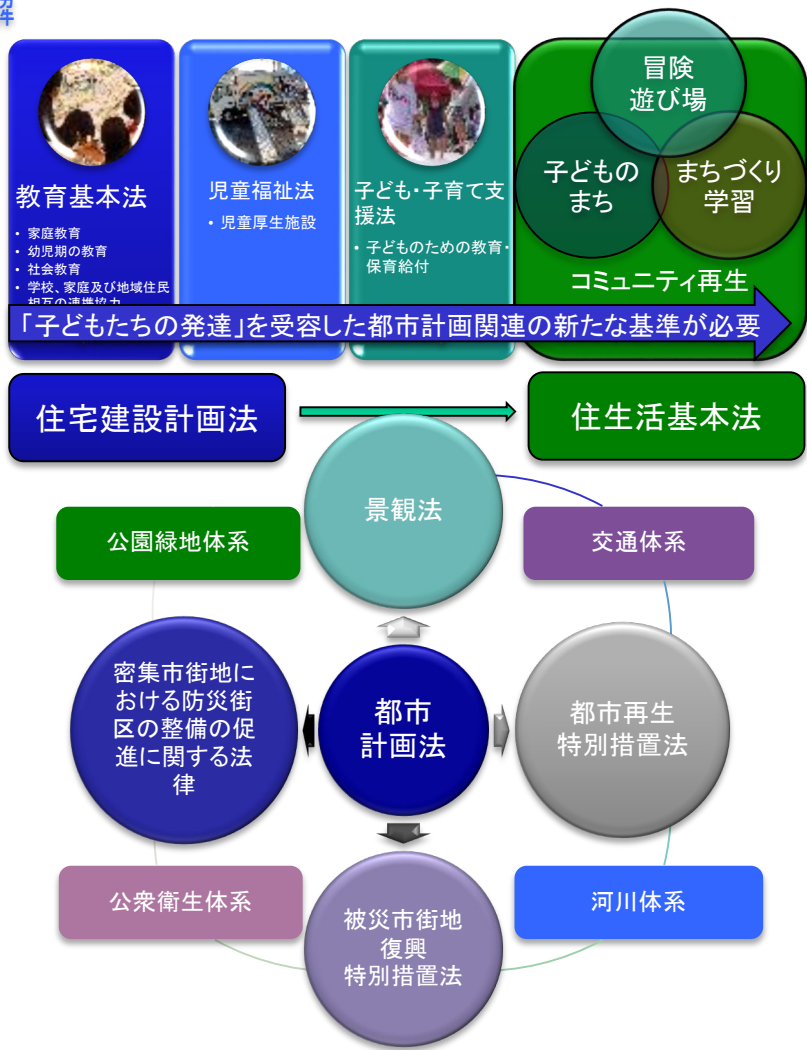 教育基本法
• 家庭教育
• 幼児期の教育
• 社会教育
• 学校、家庭及び地域住民
相互の連携協力
児童福祉法
• 児童厚生施設
子ども・子育て支
援法
• 子どものための教育・
保育給付
冒険
遊び場
子どもの
まち
まちづくり
学習
コミュニティ再生
「子どもたちの発達」を受容した都市計画関連の新たな基準が必要
住宅建設計画法
住生活基本法
景観法
公園緑地体系
交通体系
密集市街地に
おける防災街
区の整備の促
進に関する法
律
都市
計画法
都市再生
特別措置法
公衆衛生体系
河川体系
被災市街地
復興
特別措置法